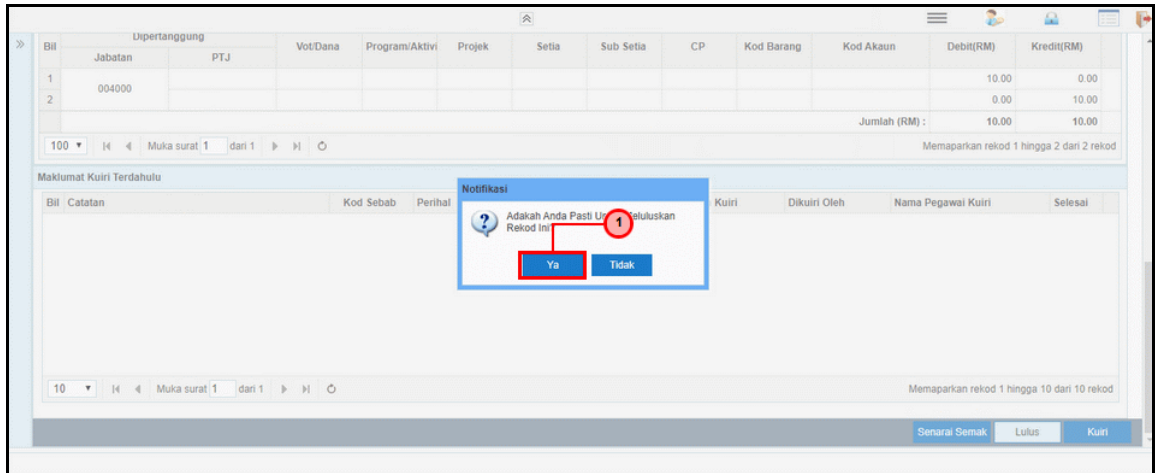 Bil Dipertanggung Vot/Dana Program/Aktivi Projek Setia Sub Setia CP Kod Barang Kod Akaun Debit(RM) Kredit(RM)
Jabatan PTJ
1 004000 10.00 0.00
2 0.00 10.00
Jumlah (RM) : 10.00 10.00
100 Muka surat 1 dari 1 Memaparkan rekod 1 hingga 2 dari 2 rekod
Maklumat Kuiri Terdahulu
Bil Catatan Kod Sebab Perihal Kuiri Dikuiri Oleh Nama Pegawai Kuiri Selesai
Notifikasi
Adakah Anda Pasti
Rekod Ini?
1
Ya Tidak
10 Muka surat 1 dari 1 Memaparkan rekod 1 hingga 10 dari 10 rekod
Senarai Semak Lulus Kuiri